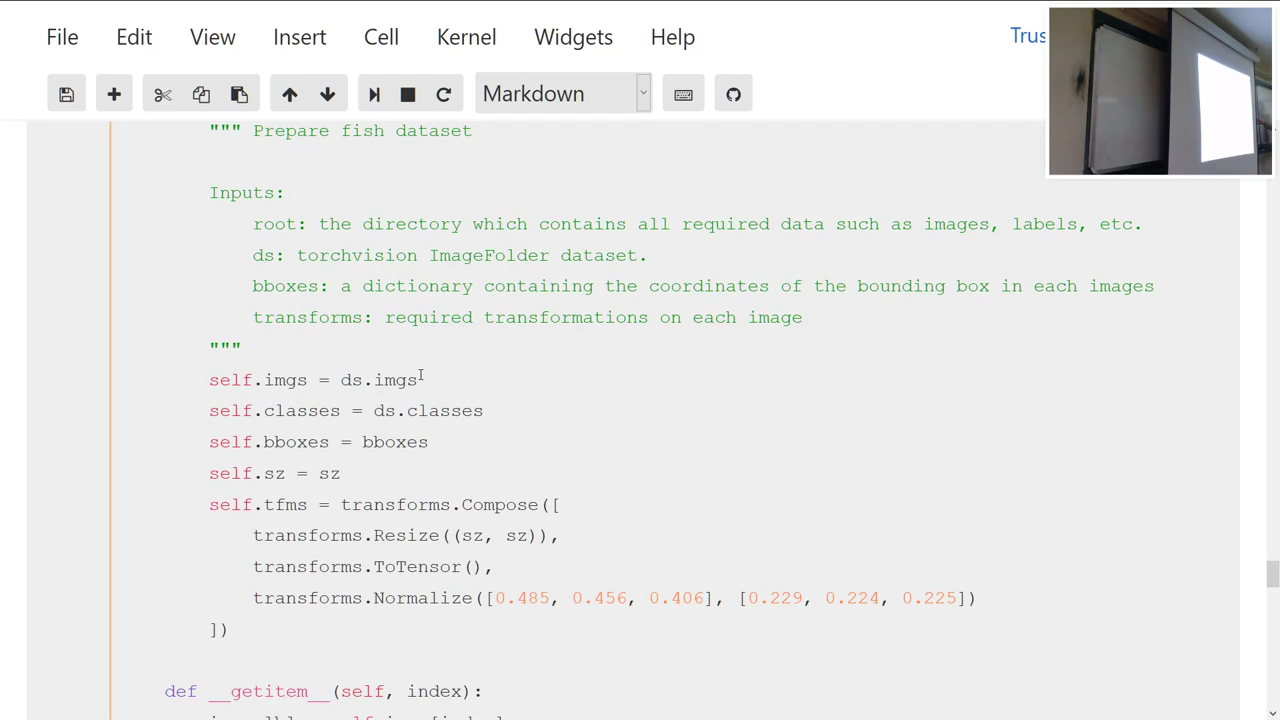 File Edit View Insert Cell Kernel Widgets Help Trus
Markdown
""" Prepare fish dataset
Inputs:
root: the directory which contains all required data such as images, labels, etc.
ds: torchvision ImageFolder dataset.
bboxes: a dictionary containing the coordinates of the bounding box in each images
transforms: required transformations on each image
"""
self.imgs = ds.imgs
self.classes = ds.classes
self.bboxes = bboxes
self.sz = sz
self.tfms = transforms.Compose([
transforms.Resize((sz, sz)),
transforms.ToTensor(),
transforms.Normalize([0.485, 0.456, 0.406], [0.229, 0.224, 0.225])
])
def __getitem__(self, index):